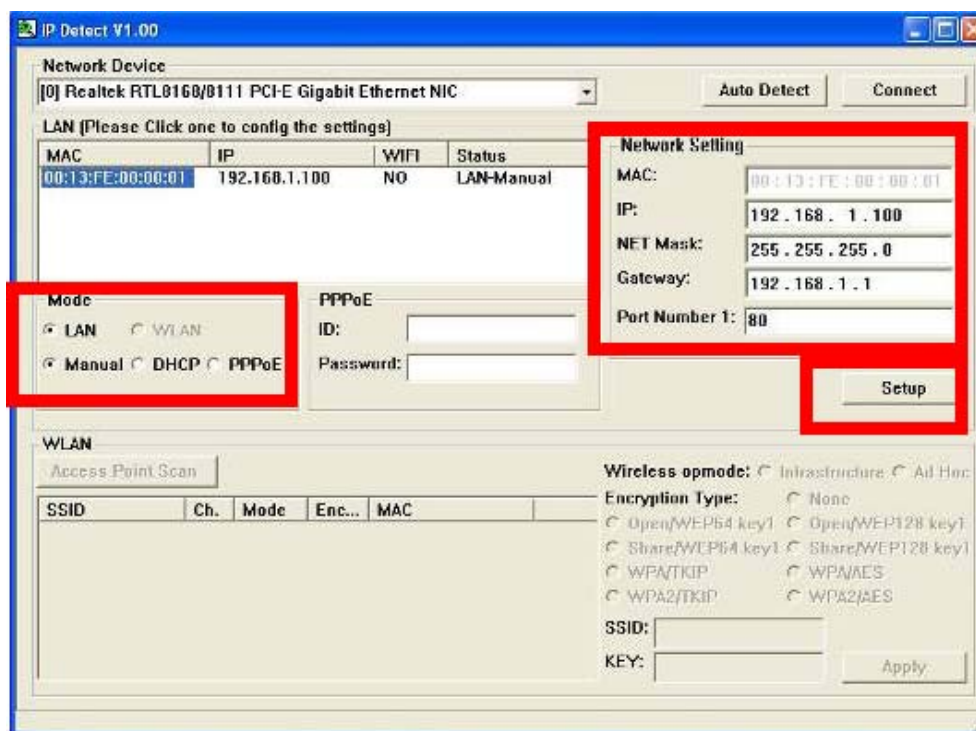 IP Detect V1.00
Network Device
[0] Realtek RTL8168/8111 PCI-E Gigabit Ethernet NIC
Auto Detect
Connect
LAN (Please Click one to config the settings)
MAC IP WIFI Status
00:13:FE:00:00:01 192.168.1.100 NO LAN-Manual
Network Setting
MAC: 00:13:FE:00:00:01
IP: 192.168. 1.100
NET Mask: 255.255.255.0
Gateway: 192.168.1.1
Port Number 1: 80
Mode
LAN WLAN
Manual DHCP PPPoE
PPPoE
ID:
Password:
Setup
WLAN
Access Point Scan
SSID Ch. Mode Enc... MAC
Wireless opmode: Infrastructure Ad Hoc
Encryption Type: None
Open/WEP64 key1 Open/WEP128 key1
Share/WEP64 key1 Share/WEP128 key1
WPA/TKIP WPA/AES
WPA2/TKIP WPA2/AES
SSID:
KEY:
Apply